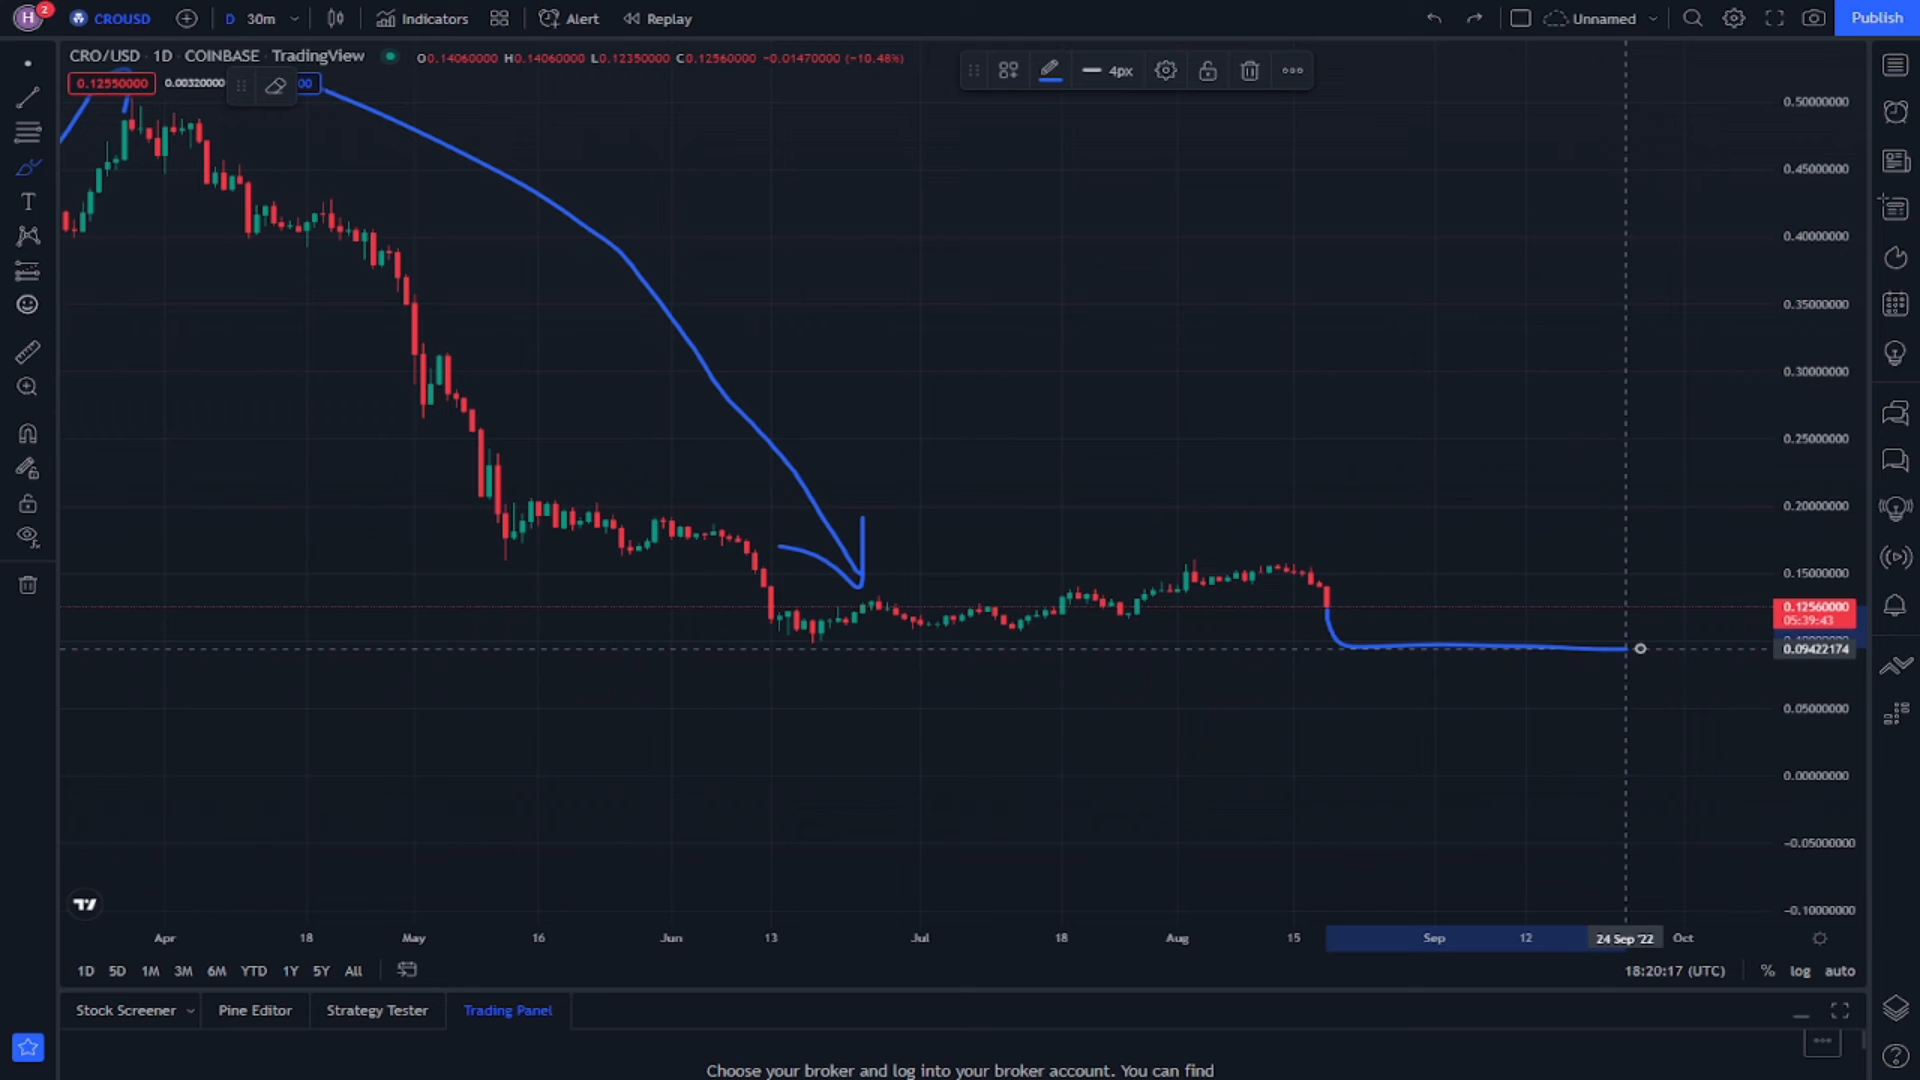 H 2 CROUSD D 30m Indicators Alert Replay Unnamed Publish
CRO/USD · 1D · COINBASE · TradingView O0.14060000 H0.14060000 L0.12350000 C0.12560000 −0.01470000 (−10.48%)
0.12550000 0.00320000 00 4px
0.50000000
0.45000000
T
0.40000000
0.35000000
0.30000000
0.25000000
0.20000000
0.15000000
0.12560000
05:39:43
0.09422174
0.05000000
0.00000000
−0.05000000
−0.10000000
Apr 18 May 16 Jun 13 Jul 18 Aug 15 Sep 12 24 Sep '22 Oct
1D 5D 1M 3M 6M YTD 1Y 5Y All 18:20:17 (UTC) % log auto
Stock Screener Pine Editor Strategy Tester Trading Panel
Choose your broker and log into your broker account. You can find